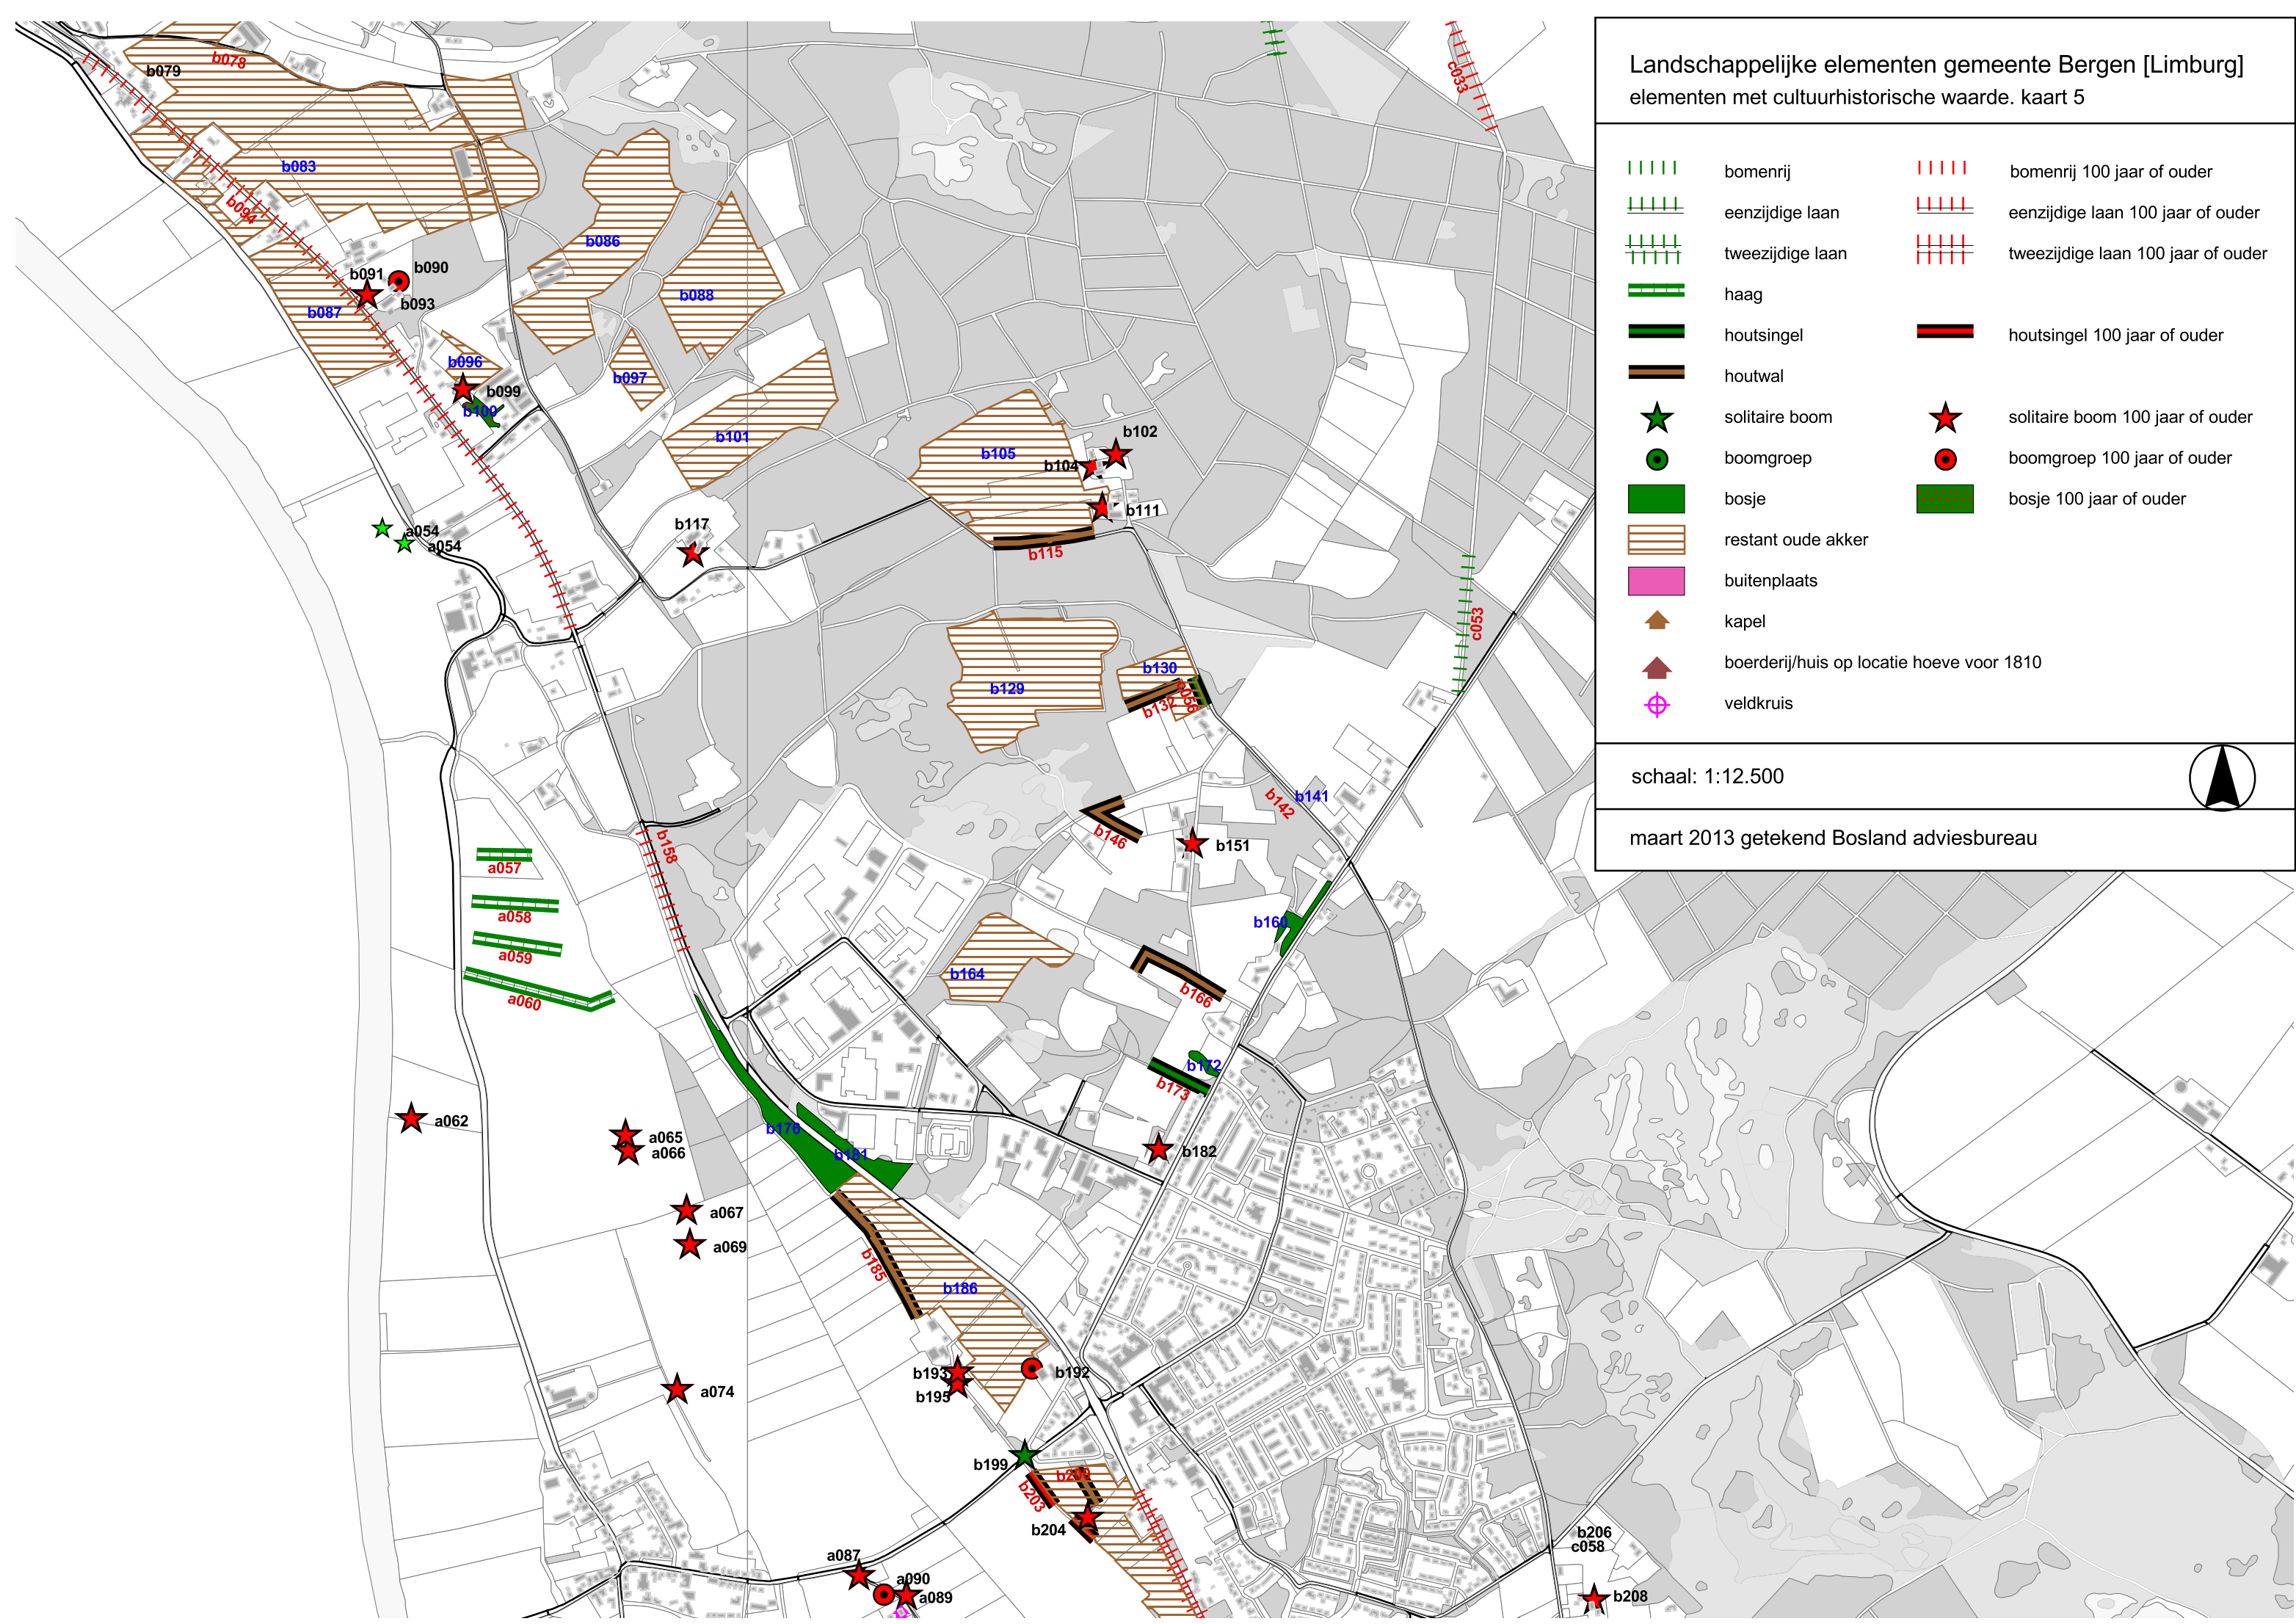 Landschappelijke elementen gemeente Bergen [Limburg]
elementen met cultuurhistorische waarde. kaart 5
bomenrij
bomenrij 100 jaar of ouder
eenzijdige laan
eenzijdige laan 100 jaar of ouder
tweezijdige laan
tweezijdige laan 100 jaar of ouder
haag
houtsingel
houtsingel 100 jaar of ouder
houtwal
solitaire boom
solitaire boom 100 jaar of ouder
boomgroep
boomgroep 100 jaar of ouder
bosje
bosje 100 jaar of ouder
restant oude akker
buitenplaats
kapel
boerderij/huis op locatie hoeve voor 1810
veldkruis
schaal: 1:12.500
maart 2013 getekend Bosland adviesbureau
b078
b079
c033
b083
b094
b086
b090
b091
b088
b093
b087
b096
b097
b099
b100
b101
b102
b105
b104
b111
b117
a054
a054
b115
c053
b130
b129
b132
c056
b141
b142
b146
b151
b158
a057
a058
a059
a060
b160
b164
b166
b172
b173
a062
a065
a066
b176
b181
b182
a067
a069
b185
b186
b193
b192
b195
a074
b199
b203
b204
b206
c058
a087
a090
a089
b208